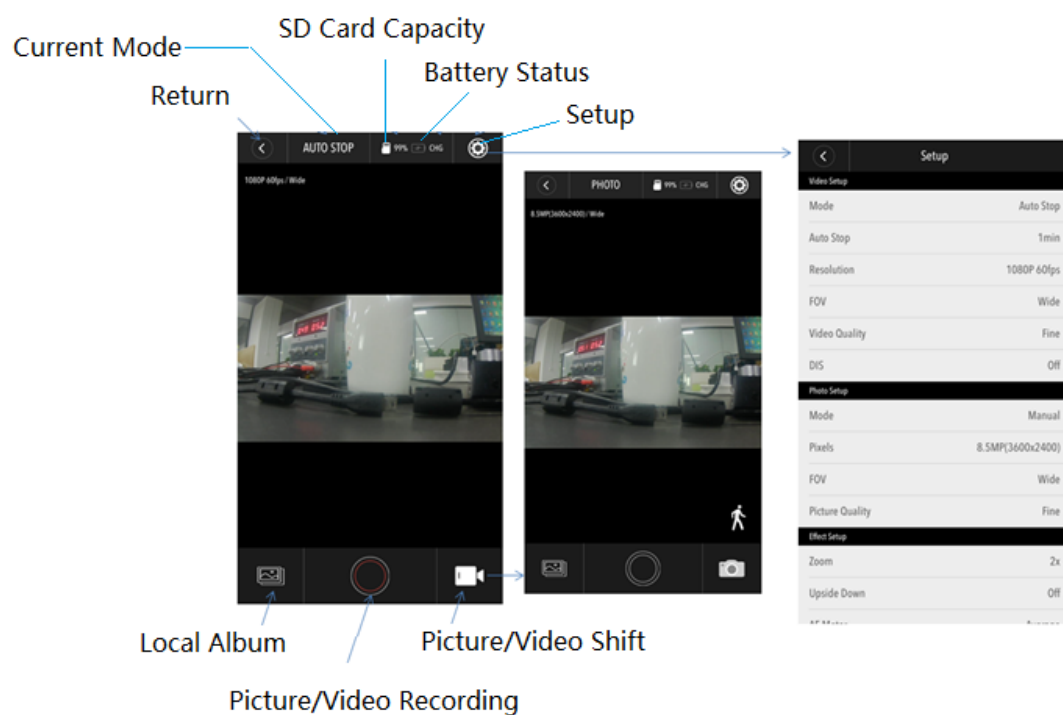 SD Card Capacity
Current Mode
Battery Status
Return
Setup
AUTO STOP 99% CHG
1080P 60fps / Wide
PHOTO 99% CHG
8.5MP(3600x2400) / Wide
Setup
Video Setup
Mode Auto Stop
Auto Stop 1min
Resolution 1080P 60fps
FOV Wide
Video Quality Fine
DIS Off
Photo Setup
Mode Manual
Pixels 8.5MP(3600x2400)
FOV Wide
Picture Quality Fine
Effect Setup
Zoom 2x
Upside Down Off
Local Album
Picture/Video Shift
Picture/Video Recording